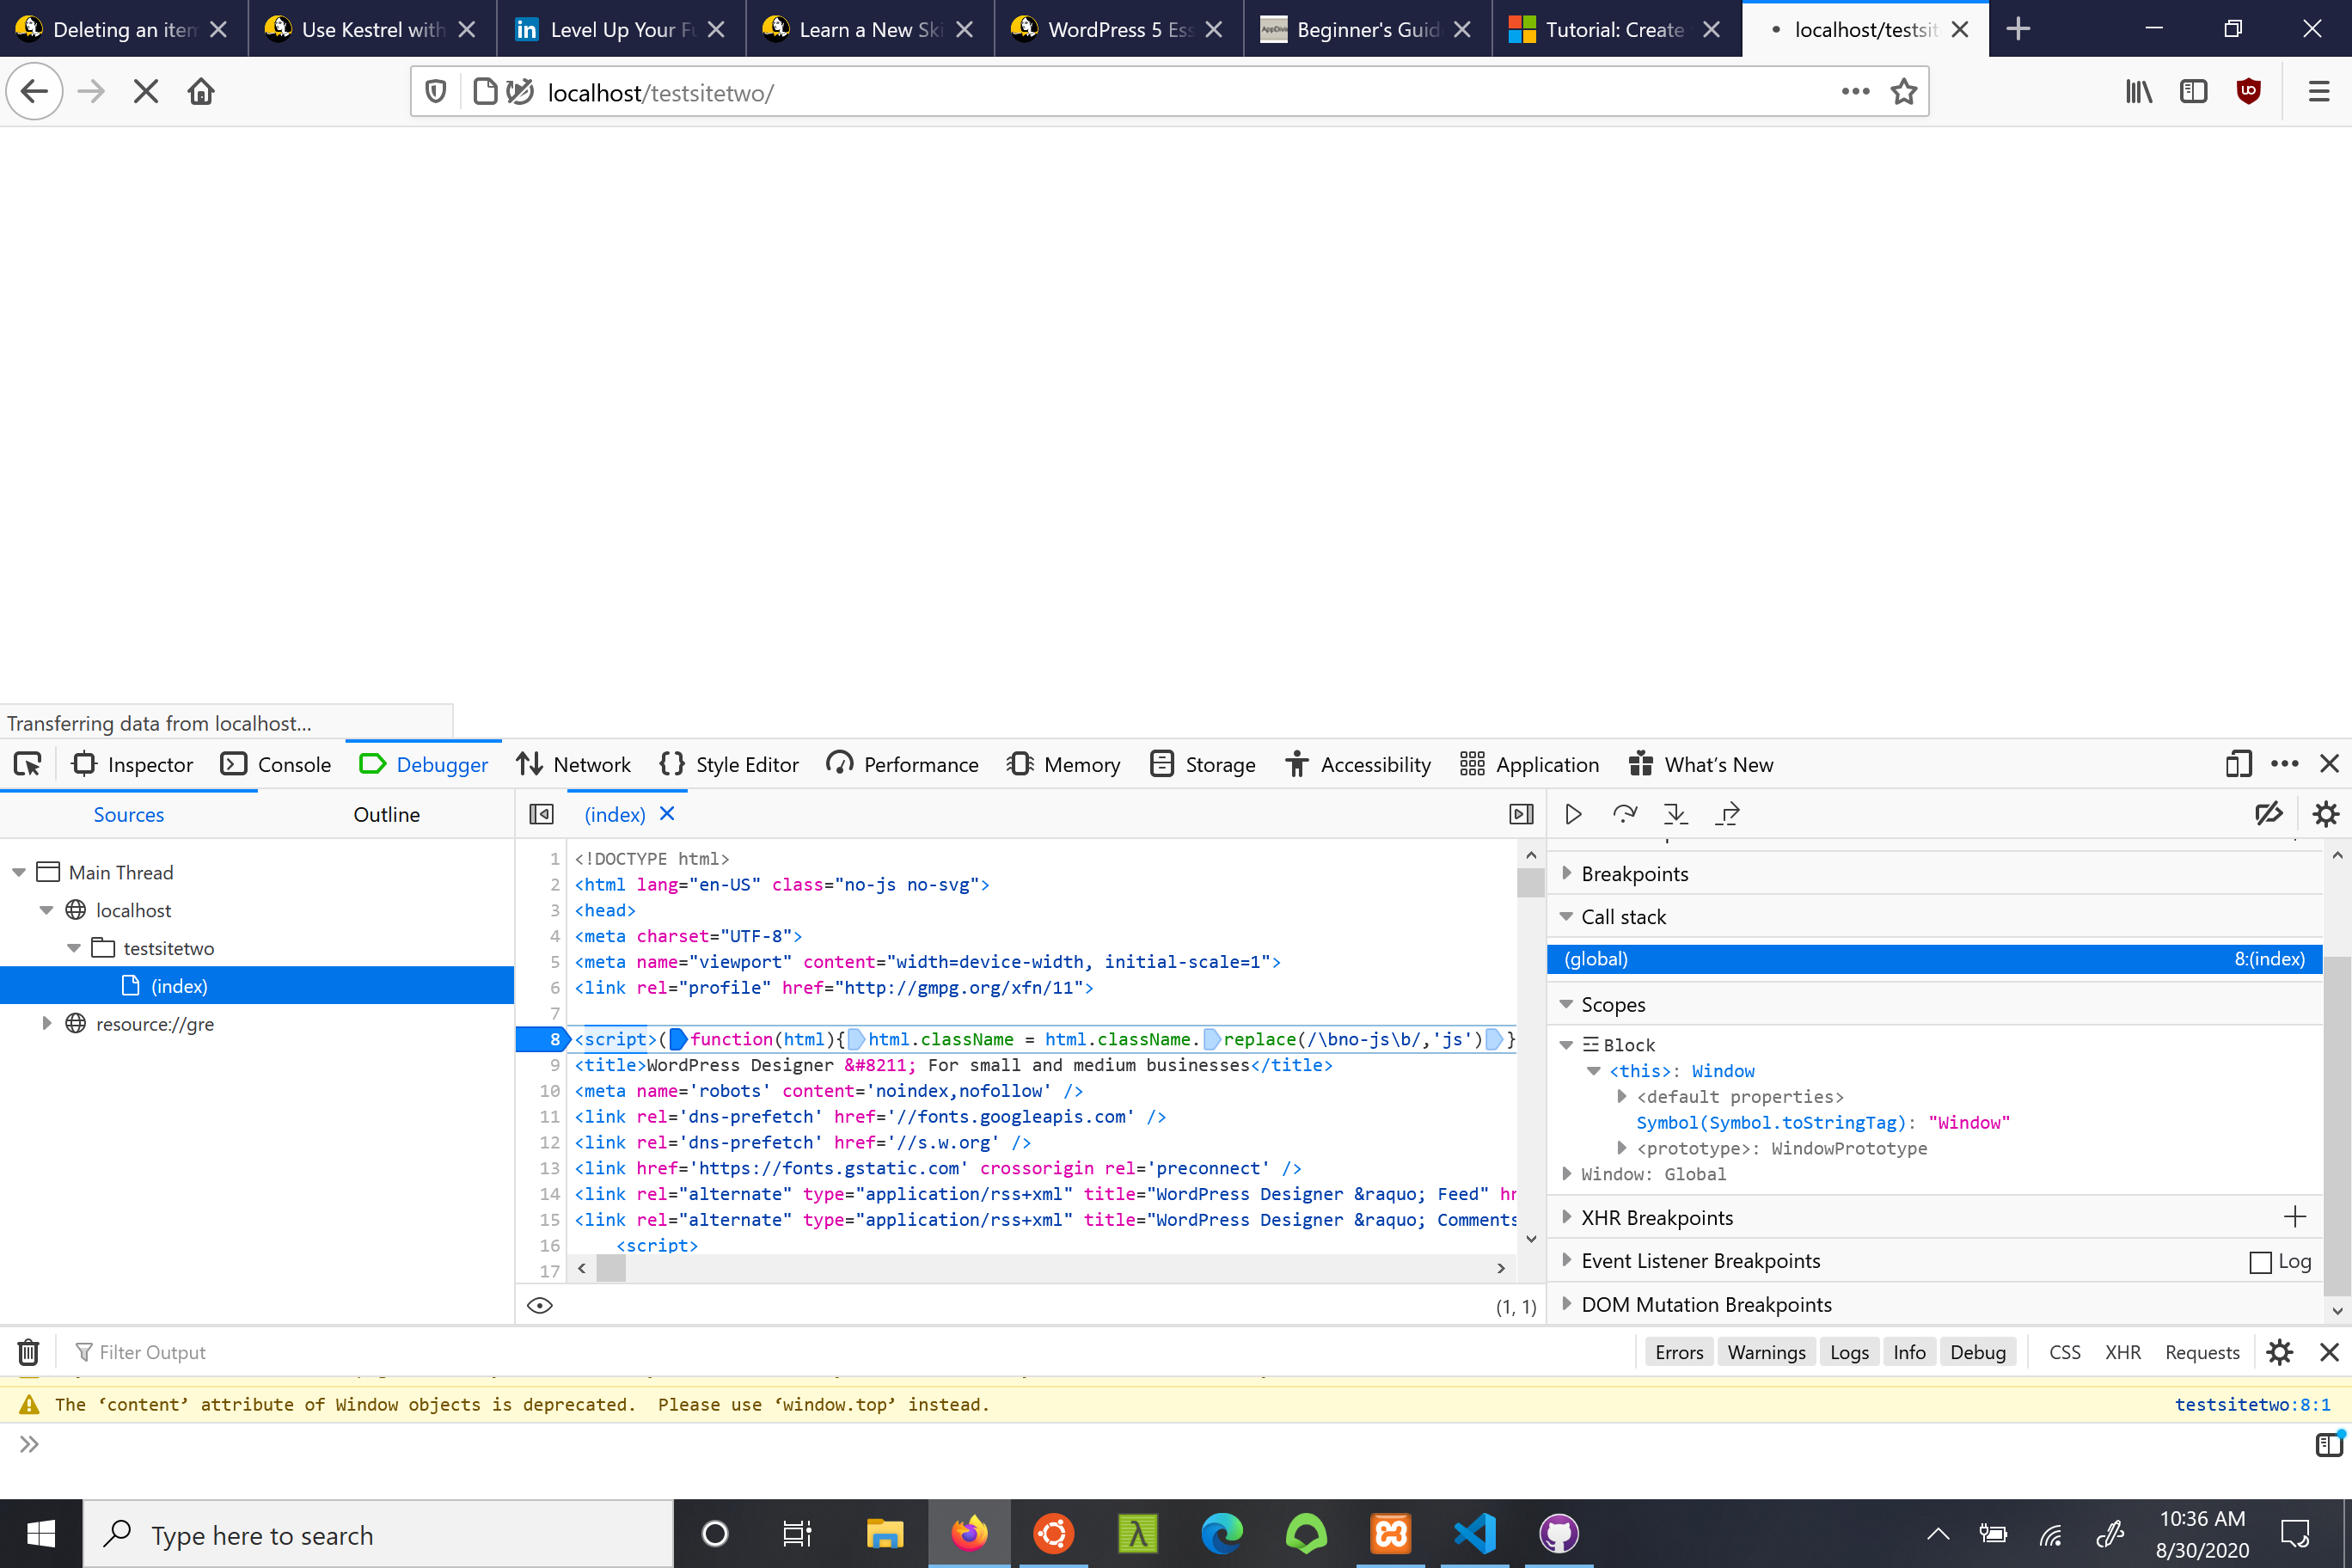 Deleting an item
Use Kestrel with
Level Up Your Fu
Learn a New Ski
WordPress 5 Ess
Beginner's Guid
Tutorial: Create
localhost/testsit
localhost/testsitetwo/
Transferring data from localhost...
Inspector Console Debugger Network Style Editor Performance Memory Storage Accessibility Application What's New
Sources Outline
(index)
Main Thread
localhost
testsitetwo
(index)
resource://gre
1 <!DOCTYPE html>
2 <html lang="en-US" class="no-js no-svg">
3 <head>
4 <meta charset="UTF-8">
5 <meta name="viewport" content="width=device-width, initial-scale=1">
6 <link rel="profile" href="http://gmpg.org/xfn/11">
7
8 <script>(function(html){html.className = html.className.replace(/\bno-js\b/,'js')}
9 <title>WordPress Designer &#8211; For small and medium businesses</title>
10 <meta name='robots' content='noindex,nofollow' />
11 <link rel='dns-prefetch' href='//fonts.googleapis.com' />
12 <link rel='dns-prefetch' href='//s.w.org' />
13 <link href='https://fonts.gstatic.com' crossorigin rel='preconnect' />
14 <link rel="alternate" type="application/rss+xml" title="WordPress Designer &raquo; Feed" hr
15 <link rel="alternate" type="application/rss+xml" title="WordPress Designer &raquo; Comments
16 <script>
17
(1, 1)
Breakpoints
Call stack
(global) 8:(index)
Scopes
Block
<this>: Window
<default properties>
Symbol(Symbol.toStringTag): "Window"
<prototype>: WindowPrototype
Window: Global
XHR Breakpoints
Event Listener Breakpoints Log
DOM Mutation Breakpoints
Filter Output
Errors Warnings Logs Info Debug CSS XHR Requests
The ‘content’ attribute of Window objects is deprecated.  Please use ‘window.top’ instead. testsitetwo:8:1
Type here to search
10:36 AM
8/30/2020